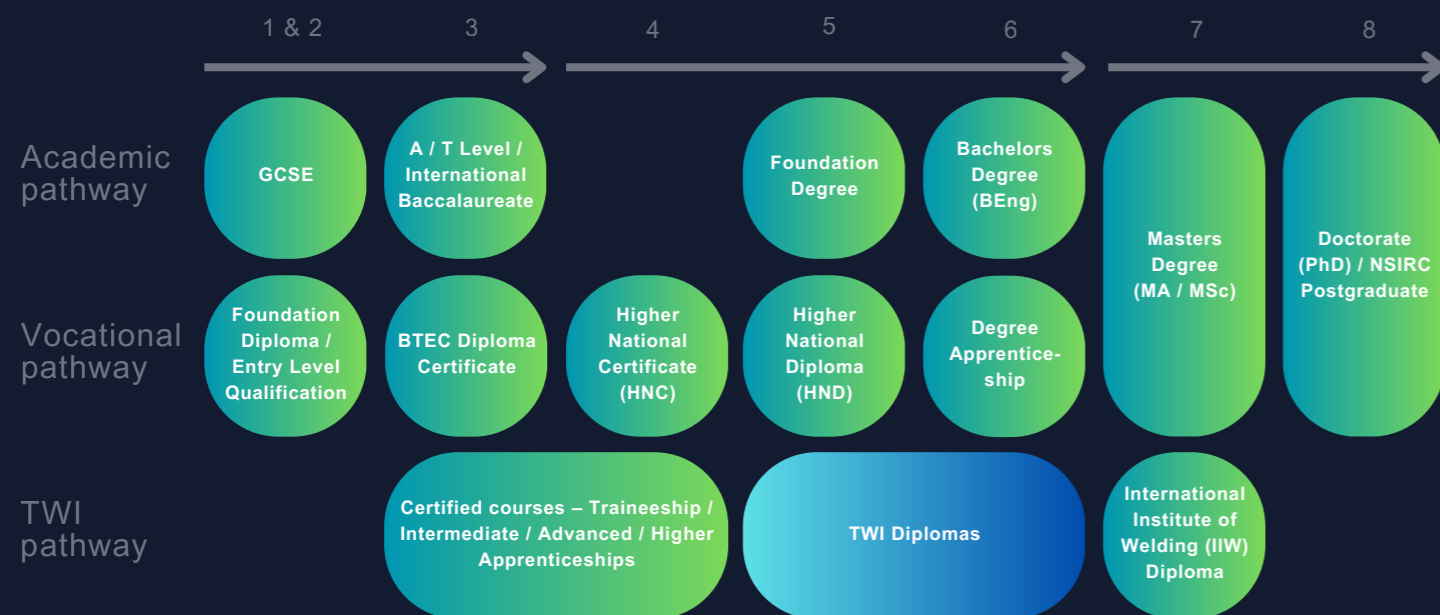 1 & 2
3
4
5
6
7
8
Academic
pathway
GCSE
A / T Level /
International
Baccalaureate
Foundation
Degree
Bachelors
Degree
(BEng)
Masters
Degree
(MA / MSc)
Doctorate
(PhD) / NSIRC
Postgraduate
Vocational
pathway
Foundation
Diploma /
Entry Level
Qualification
BTEC Diploma
Certificate
Higher
National
Certificate
(HNC)
Higher
National
Diploma
(HND)
Degree
Apprentice-
ship
TWI
pathway
Certified courses – Traineeship /
Intermediate / Advanced / Higher
Apprenticeships
TWI Diplomas
International
Institute of
Welding (IIW)
Diploma